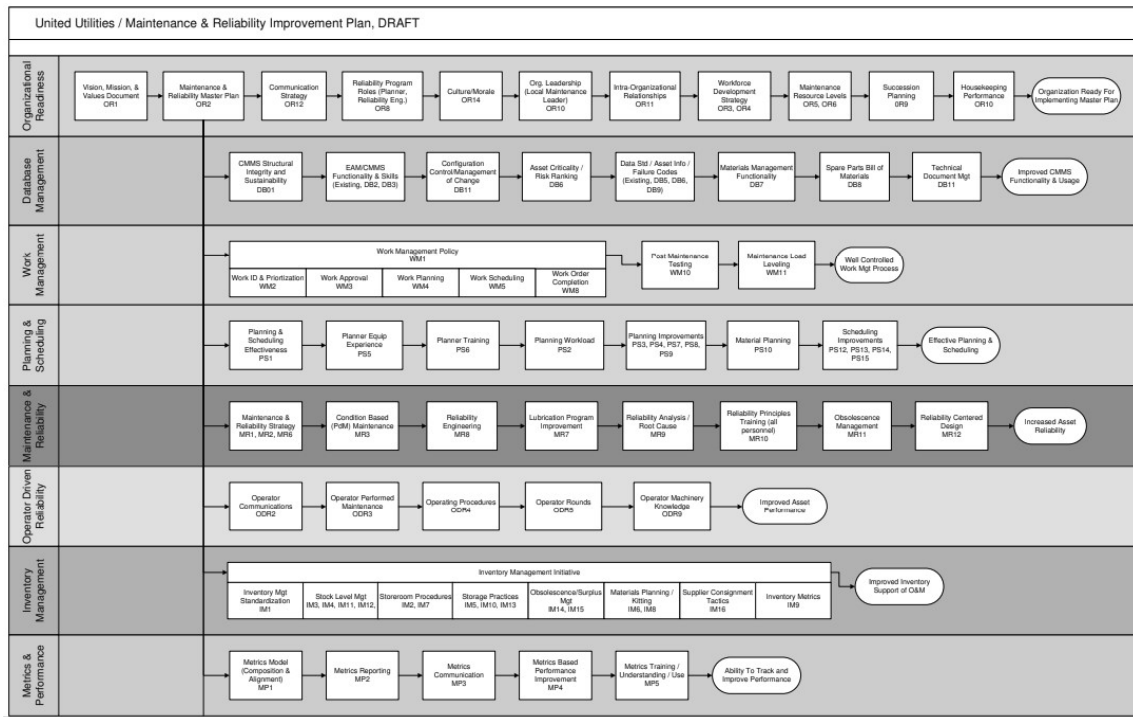 United Utilities / Maintenance & Reliability Improvement Plan, DRAFT
Organizational
Readiness
Vision, Mission, &
Values Document
OR1
Maintenance &
Reliability Master Plan
OR2
Communication
Strategy
OR12
Reliability Program
Roles (Planner,
Reliability Eng.)
OR8
Culture/Morale
OR14
Org. Leadership
(Local Maintenance
Leader)
OR10
Intra-Organizational
Relationships
OR11
Workforce
Development
Strategy
OR3, OR4
Maintenance
Resource Levels
OR5, OR6
Succession
Planning
OR9
Housekeeping
Performance
OR10
Organization Ready For
Implementing Master Plan
Database
Management
CMMS Structural
Integrity and
Sustainability
DB01
EAM/CMMS
Functionality & Skills
(Existing, DB2, DB3)
Configuration
Control/Management
of Change
DB11
Asset Criticality /
Risk Ranking
DB6
Data Std / Asset Info /
Failure Codes
(Existing, DB5, DB6,
DB9)
Materials Management
Functionality
DB7
Spare Parts Bill of
Materials
DB8
Technical
Document Mgt
DB11
Improved CMMS
Functionality & Usage
Work
Management
Work Management Policy
WM1
Work ID & Priortization
WM2
Work Approval
WM3
Work Planning
WM4
Work Scheduling
WM5
Work Order
Completion
WM8
Post Maintenance
Testing
WM10
Maintenance Load
Leveling
WM11
Well Controlled
Work Mgt Process
Planning &
Scheduling
Planning &
Scheduling
Effectiveness
PS1
Planner Equip
Experience
PS5
Planner Training
PS6
Planning Workload
PS2
Planning Improvements
PS3, PS4, PS7, PS8,
PS9
Material Planning
PS10
Scheduling
Improvements
PS12, PS13, PS14,
PS15
Effective Planning &
Scheduling
Maintenance &
Reliability
Maintenance &
Reliability Strategy
MR1, MR2, MR6
Condition Based
(PdM) Maintenance
MR3
Reliability
Engineering
MR8
Lubrication Program
Improvement
MR7
Reliability Analysis /
Root Cause
MR9
Reliability Principles
Training (all
personnel)
MR10
Obsolescence
Management
MR11
Reliability Centered
Design
MR12
Increased Asset
Reliability
Operator Driven
Reliability
Operator
Communications
ODR2
Operator Performed
Maintenance
ODR3
Operating Procedures
ODR4
Operator Rounds
ODR5
Operator Machinery
Knowledge
ODR9
Improved Asset
Performance
Inventory
Management
Inventory Management Initiative
Inventory Mgt
Standardization
IM1
Stock Level Mgt
IM3, IM4, IM11, IM12,
Storeroom Procedures
IM2, IM7
Storage Practices
IM5, IM10, IM13
Obsolescence/Surplus
Mgt
IM14, IM15
Materials Planning /
Kitting
IM6, IM8
Supplier Consignment
Tactics
IM16
Inventory Metrics
IM9
Improved Inventory
Support of O&M
Metrics &
Performance
Metrics Model
(Composition &
Alignment)
MP1
Metrics Reporting
MP2
Metrics
Communication
MP3
Metrics Based
Performance
Improvement
MP4
Metrics Training /
Understanding / Use
MP5
Ability To Track and
Improve Performance